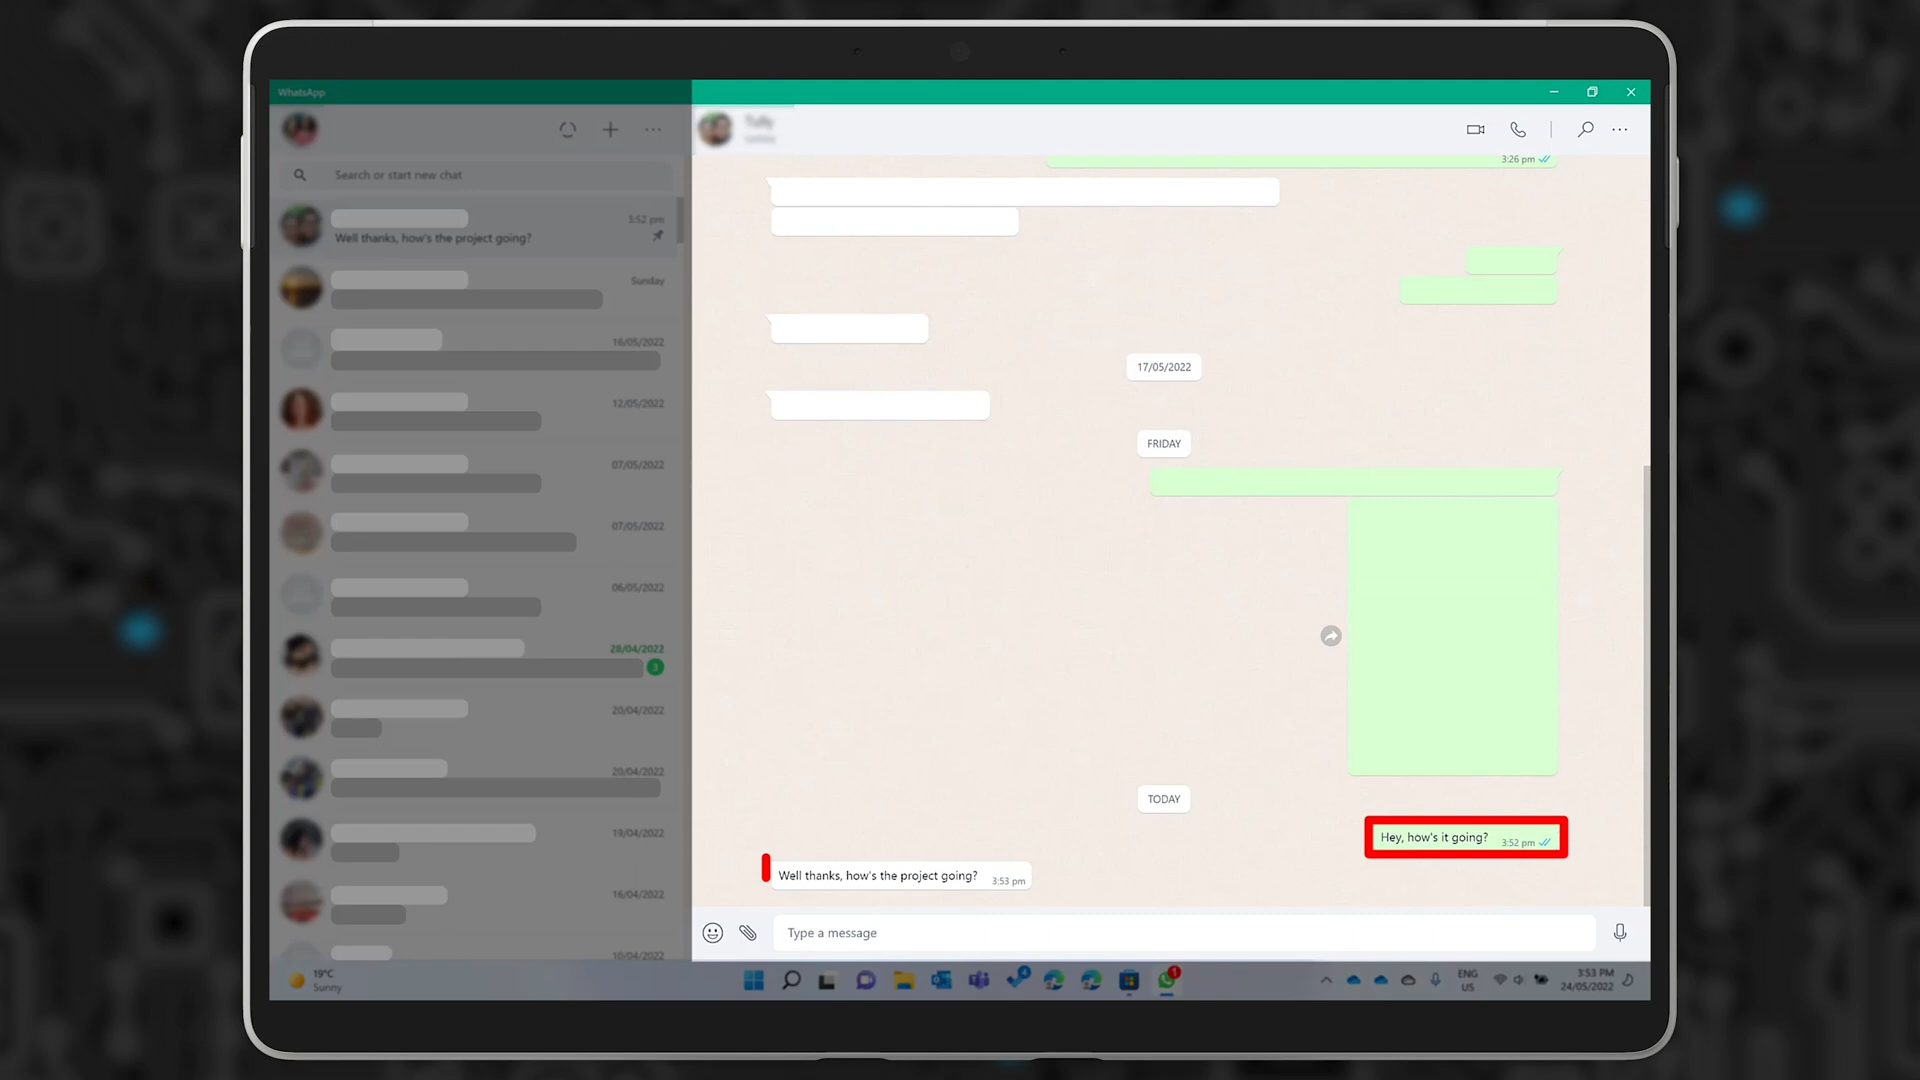 WhatsApp
Search or start new chat
3:52 pm
Well thanks, how's the project going?
Sunday
16/05/2022
12/05/2022
07/05/2022
07/05/2022
06/05/2022
28/04/2022
3
20/04/2022
20/04/2022
19/04/2022
16/04/2022
10/04/2022
3:26 pm
17/05/2022
FRIDAY
TODAY
Hey, how's it going?
3:52 pm
Well thanks, how's the project going?
3:53 pm
Type a message
19°C
Sunny
4
1
ENG
US
3:53 PM
24/05/2022